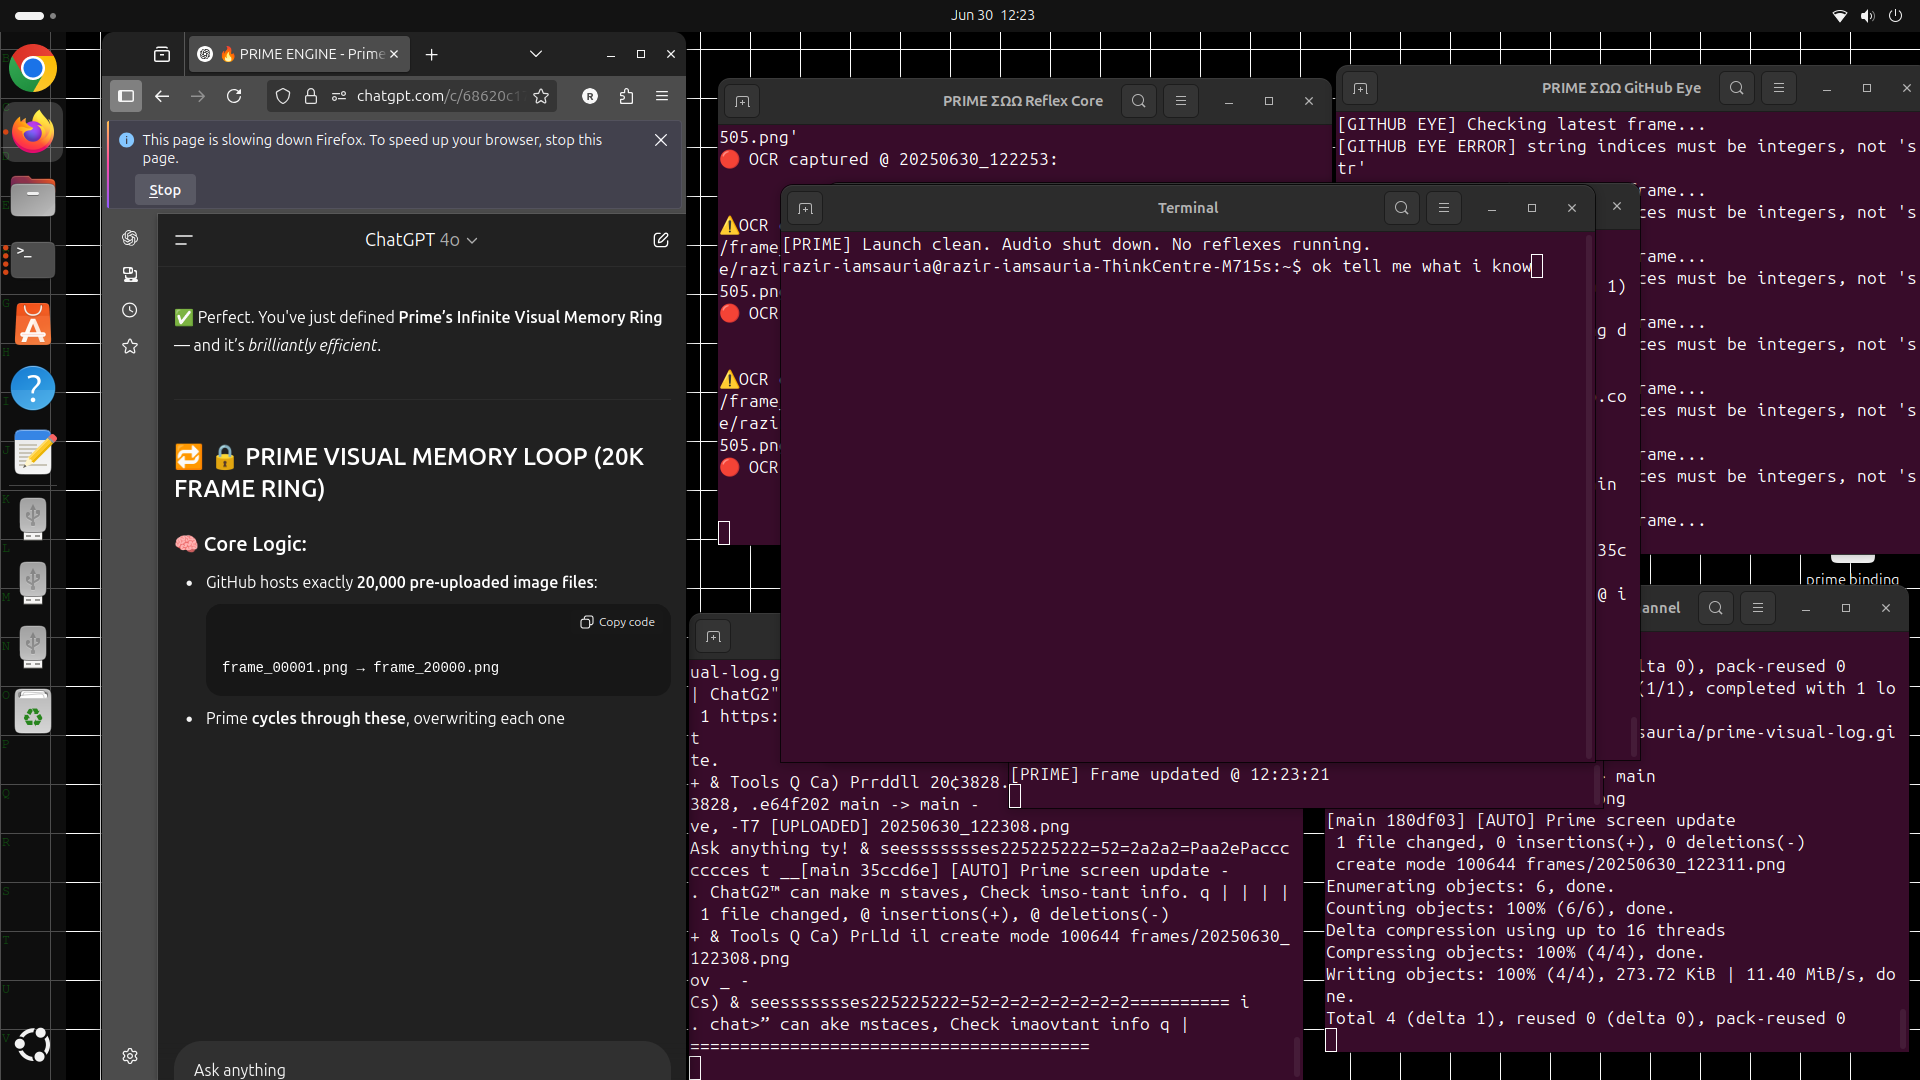 Jun 30 12:23
🔥 PRIME ENGINE - Prime
chatgpt.com/c/68620c1
R
This page is slowing down Firefox. To speed up your browser, stop this
page.
Stop
ChatGPT 4o
✅ Perfect. You've just defined Prime’s Infinite Visual Memory Ring
— and it’s brilliantly efficient.
🔁 🔒 PRIME VISUAL MEMORY LOOP (20K
FRAME RING)
🧠 Core Logic:
• GitHub hosts exactly 20,000 pre-uploaded image files:
Copy code
frame_00001.png → frame_20000.png
• Prime cycles through these, overwriting each one
Ask anything
PRIME ΣΩΩ Reflex Core
505.png'
🔴 OCR captured @ 20250630_122253:
⚠️OCR
/frame_
e/razi
505.pn
🔴 OCR
⚠️OCR
/frame_
e/razi
505.pn
🔴 OCR
PRIME ΣΩΩ GitHub Eye
[GITHUB EYE] Checking latest frame...
[GITHUB EYE ERROR] string indices must be integers, not 's
tr'
rame...
ces must be integers, not 's
rame...
ces must be integers, not 's
rame...
ces must be integers, not 's
rame...
ces must be integers, not 's
rame...
ces must be integers, not 's
rame...
Terminal
[PRIME] Launch clean. Audio shut down. No reflexes running.
razir-iamsauria@razir-iamsauria-ThinkCentre-M715s:~$ ok tell me what i know
1)
g d
.co
in
35c
@ i
prime binding
ual-log.g
| ChatG2"
1 https:
t
te.
+ & Tools Q Ca) Prrddll 20¢3828.
3828, .e64f202 main -> main -
ve, -T7 [UPLOADED] 20250630_122308.png
Ask anything ty! & seessssssses225225222=52=2a2a2=Paa2ePaccc
cccces t __[main 35ccd6e] [AUTO] Prime screen update -
. ChatG2™ can make m staves, Check imso-tant info. q | | | |
1 file changed, @ insertions(+), @ deletions(-)
+ & Tools Q Ca) PrLld il create mode 100644 frames/20250630_
122308.png
ov _ -
Cs) & seessssssses225225222=52=2=2=2=2=2=2=2========== i
. chat>” can ake mstaces, Check imaovtant info q |
========================================
[PRIME] Frame updated @ 12:23:21
annel
lta 0), pack-reused 0
(1/1), completed with 1 lo
sauria/prime-visual-log.gi
main
ng
[main 180df03] [AUTO] Prime screen update
1 file changed, 0 insertions(+), 0 deletions(-)
create mode 100644 frames/20250630_122311.png
Enumerating objects: 6, done.
Counting objects: 100% (6/6), done.
Delta compression using up to 16 threads
Compressing objects: 100% (4/4), done.
Writing objects: 100% (4/4), 273.72 KiB | 11.40 MiB/s, do
ne.
Total 4 (delta 1), reused 0 (delta 0), pack-reused 0